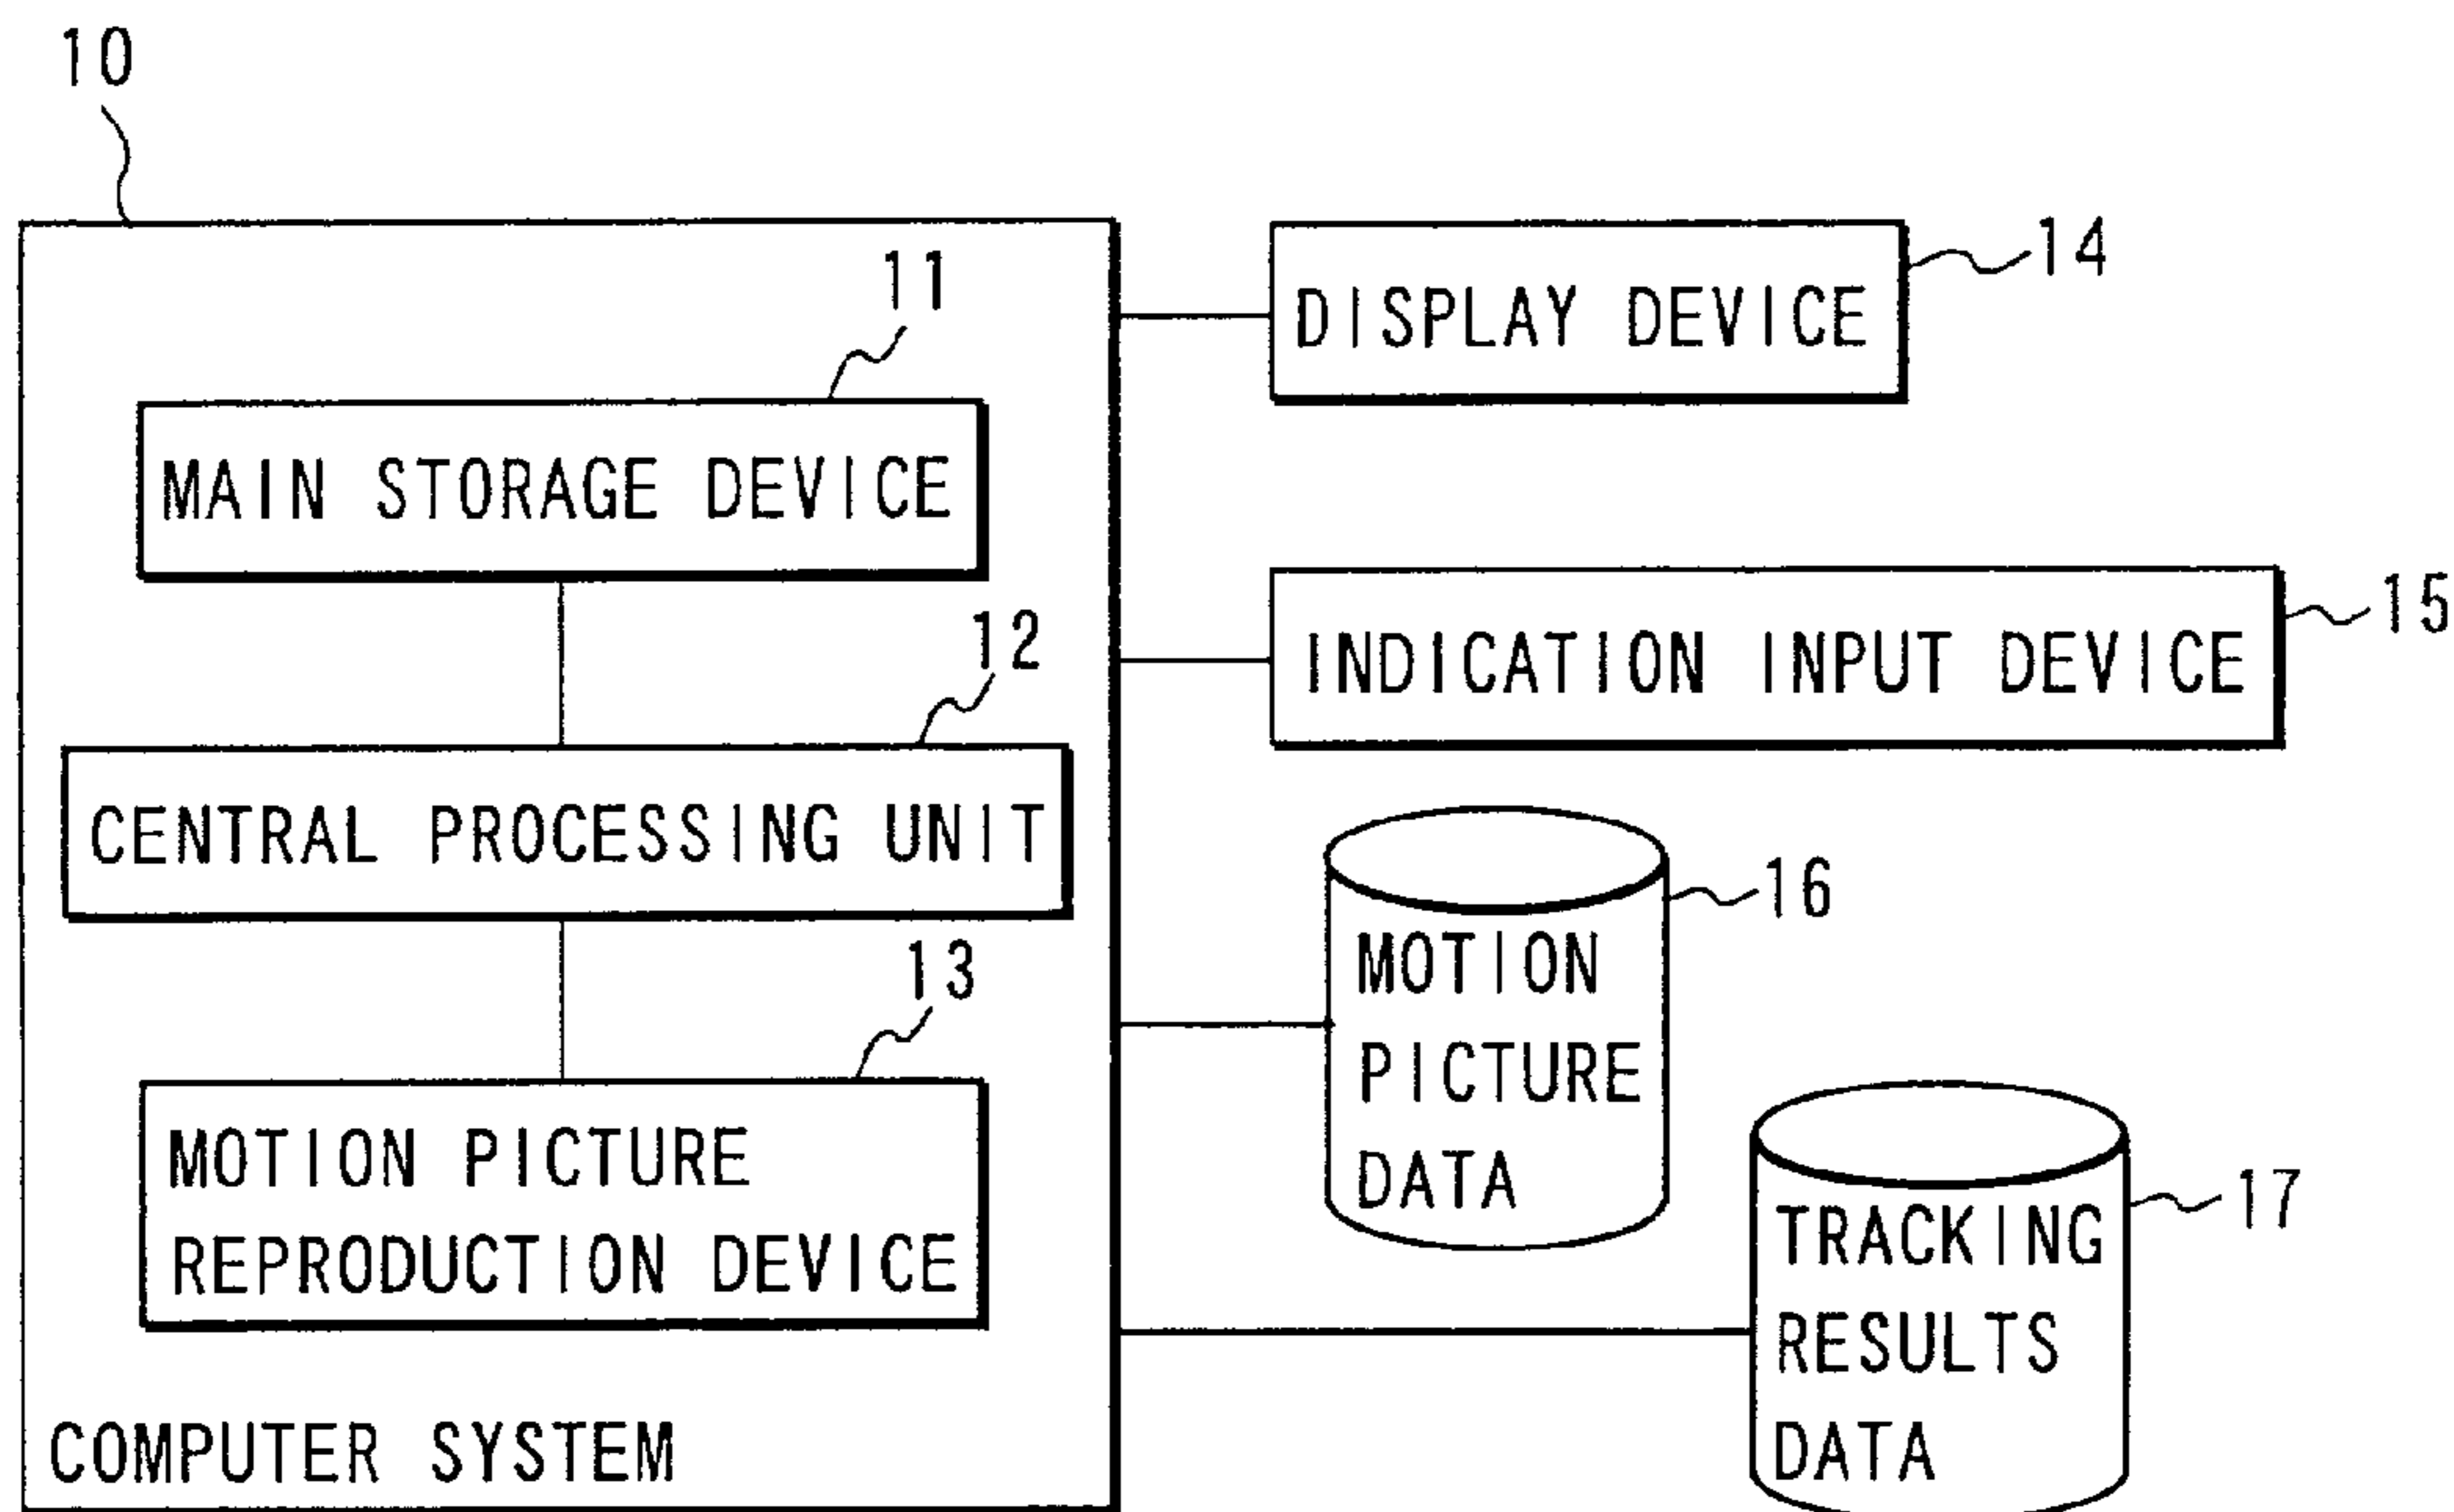 10
11
MAIN STORAGE DEVICE
12
CENTRAL PROCESSING UNIT
13
MOTION PICTURE
REPRODUCTION DEVICE
COMPUTER SYSTEM
14
DISPLAY DEVICE
15
INDICATION INPUT DEVICE
16
MOTION
PICTURE
DATA
17
TRACKING
RESULTS
DATA